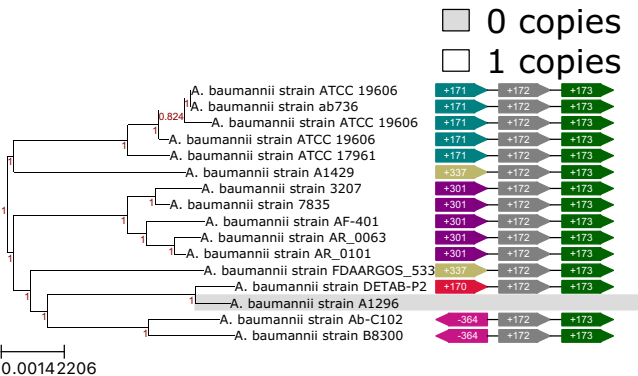 0 copies
1 copies
A. baumannii strain ATCC 19606 +171 +172 +173
1 A. baumannii strain ab736 +171 +172 +173
0.824 A. baumannii strain ATCC 19606 +171 +172 +173
1 A. baumannii strain ATCC 19606 +171 +172 +173
1 A. baumannii strain ATCC 17961 +171 +172 +173
1 A. baumannii strain A1429 +337 +172 +173
A. baumannii strain 3207 +301 +172 +173
1 1 A. baumannii strain 7835 +301 +172 +173
1 A. baumannii strain AF-401 +301 +172 +173
1 A. baumannii strain AR_0063 +301 +172 +173
1 A. baumannii strain AR_0101 +301 +172 +173
1 A. baumannii strain FDAARGOS_533 +337 +172 +173
A. baumannii strain DETAB-P2 +170 +172 +173
1 1 A. baumannii strain A1296
1 A. baumannii strain Ab-C102 -364 +172 +173
1 A. baumannii strain B8300 -364 +172 +173
0.00142206